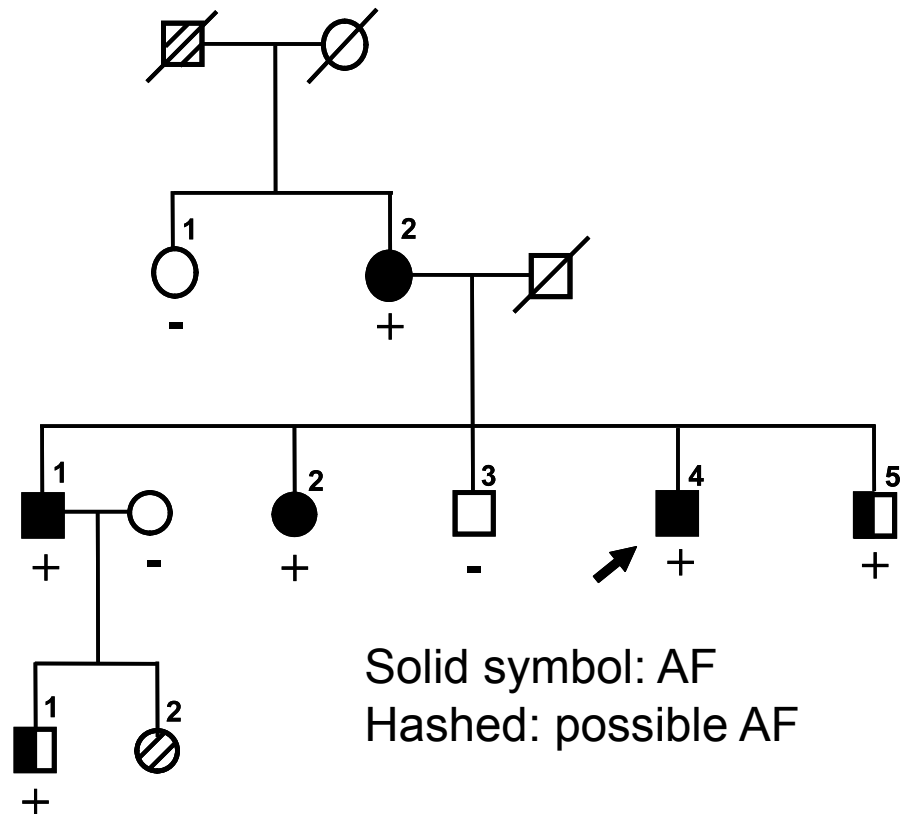 1 2
- +
1 2 3 4 5
+ - + - + +
Solid symbol: AF
Hashed: possible AF
1 2
+